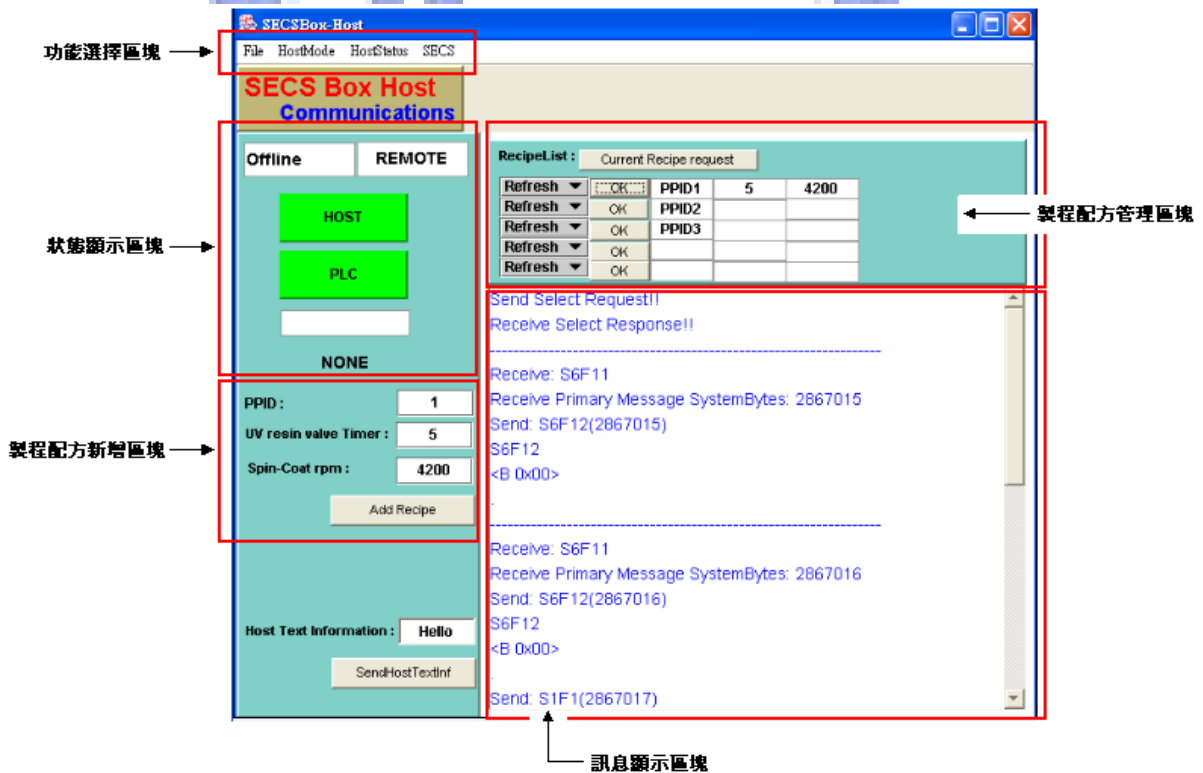 SECSBox-Host
功能選擇區塊
File HostMode HostStatus SECS
SECS Box Host
Communications
Offline REMOTE
HOST
狀態顯示區塊
PLC
NONE
RecipeList : Current Recipe request
Refresh OK PPID1 5 4200
Refresh OK PPID2
Refresh OK PPID3
Refresh OK
Refresh OK
製程配方管理區塊
PPID : 1
UV resin valve Timer : 5
製程配方新增區塊
Spin-Coat rpm : 4200
Add Recipe
Host Text Information : Hello
SendHostTextInf
Send Select Request!!
Receive Select Response!!
Receive: S6F11
Receive Primary Message SystemBytes: 2867015
Send: S6F12(2867015)
S6F12
<B 0x00>
.
Receive: S6F11
Receive Primary Message SystemBytes: 2867016
Send: S6F12(2867016)
S6F12
<B 0x00>
.
Send: S1F1(2867017)
訊息顯示區塊